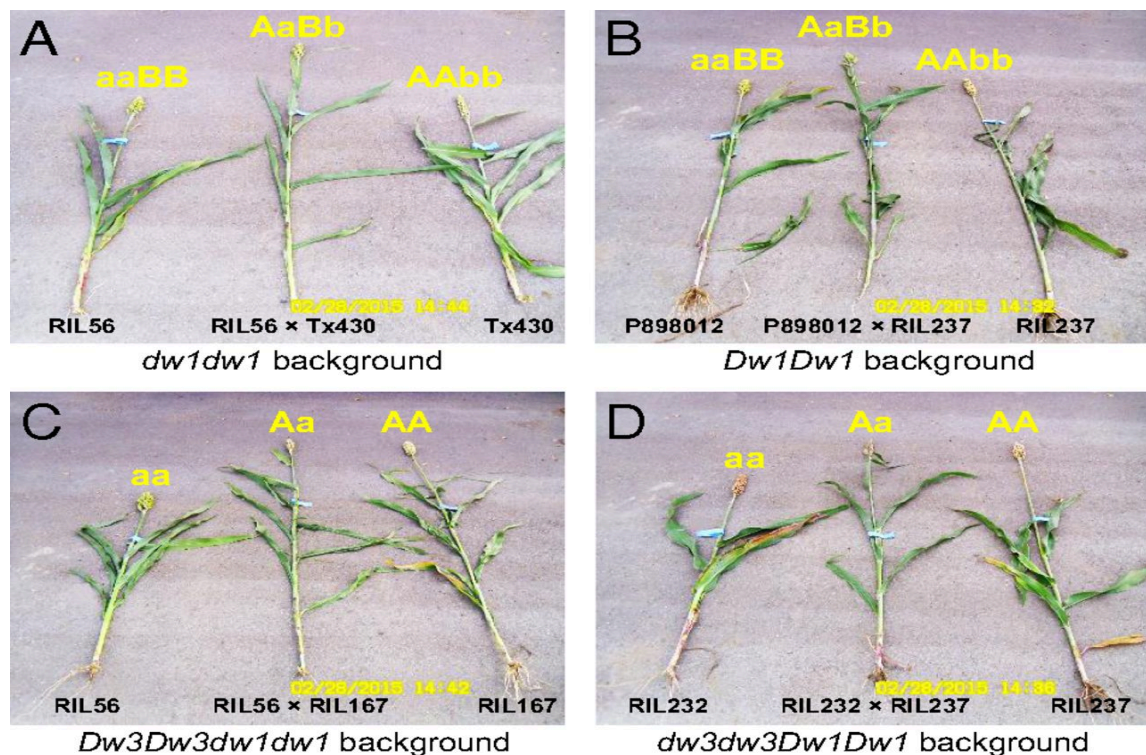 A
AaBb
aaBB
AAbb
02/28/2015 14:44
RIL56
RIL56 × Tx430
Tx430
dw1dw1 background
B
AaBb
aaBB
AAbb
02/28/2015 14:32
P898012
P898012 × RIL237
RIL237
Dw1Dw1 background
C
Aa
AA
aa
02/28/2015 14:42
RIL56
RIL56 × RIL167
RIL167
Dw3Dw3dw1dw1 background
D
Aa
AA
aa
02/28/2015 14:36
RIL232
RIL232 × RIL237
RIL237
dw3dw3Dw1Dw1 background